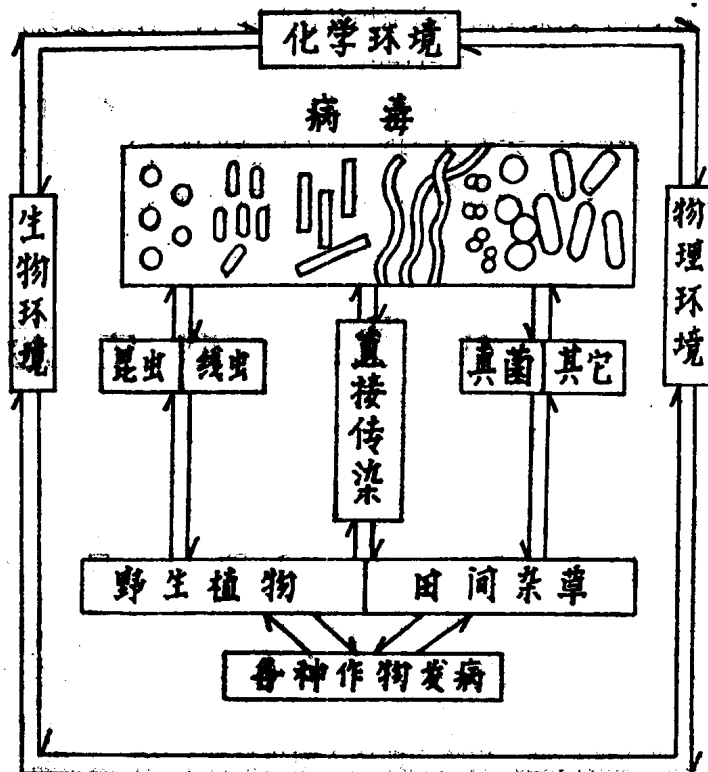 化学环境
病毒
生物环境
物理环境
昆虫
线虫
直接传染
真菌
其它
野生植物
田间杂草
各种作物发病